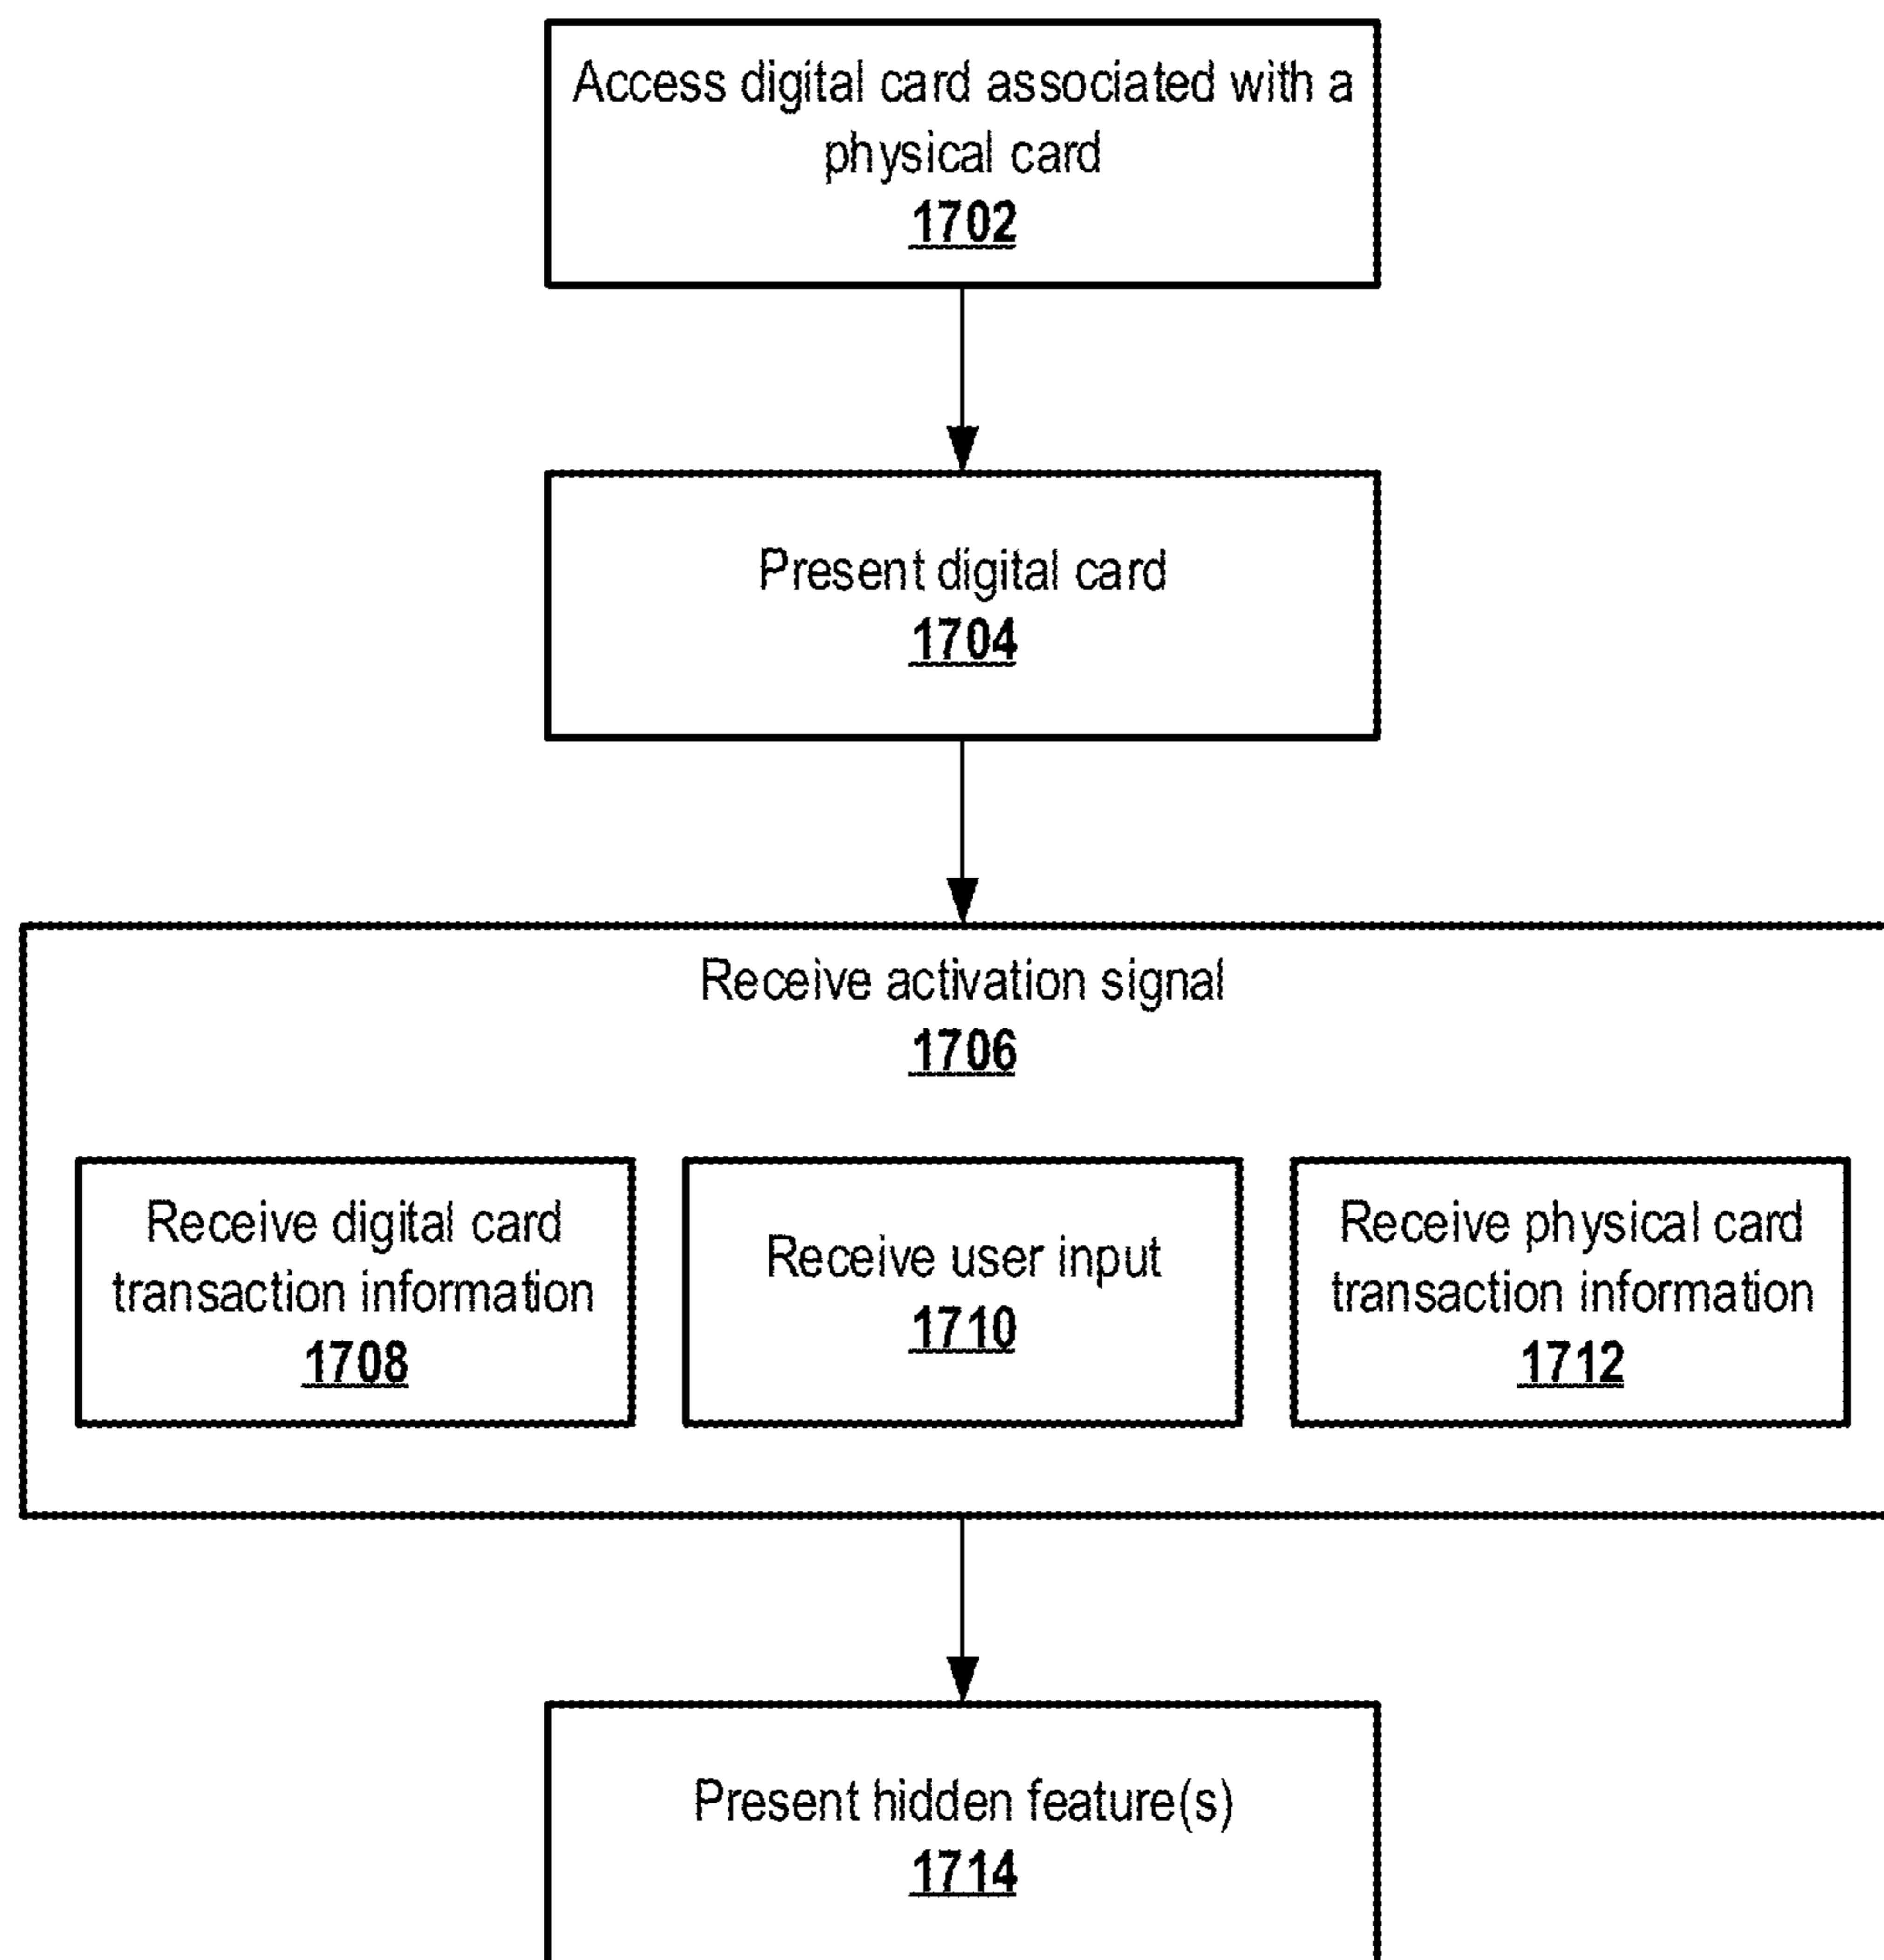 Access digital card associated with a
physical card
1702
Present digital card
1704
Receive activation signal
1706
Receive digital card
transaction information
1708
Receive user input
1710
Receive physical card
transaction information
1712
Present hidden feature(s)
1714